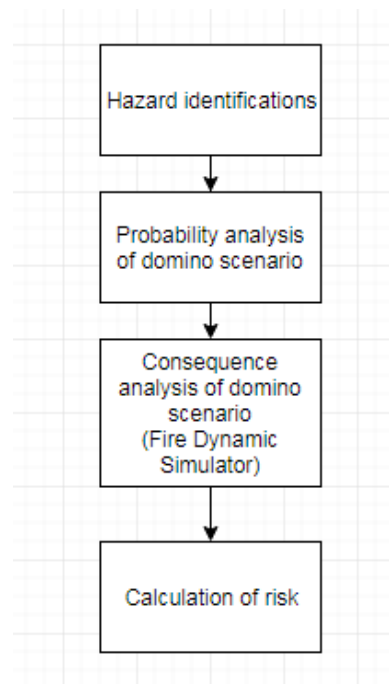 Hazard identifications
Probability analysis
of domino scenario
Consequence
analysis of domino
scenario
(Fire Dynamic
Simulator)
Calculation of risk